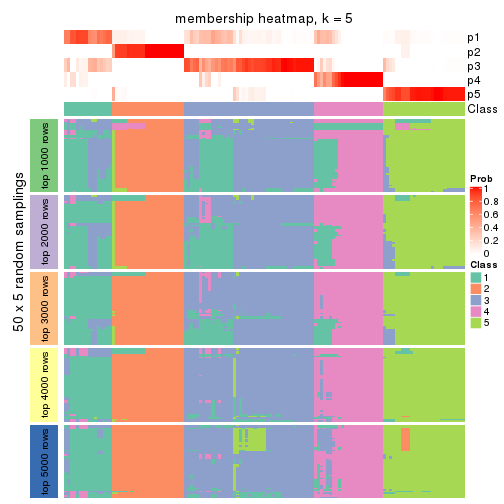 membership heatmap, k = 5
p1
p2
p3
p4
p5
Class
50 x 5 random samplings
top 1000 rows
top 2000 rows
top 3000 rows
top 4000 rows
top 5000 rows
Prob
1
0.8
0.6
0.4
0.2
0
Class
1
2
3
4
5